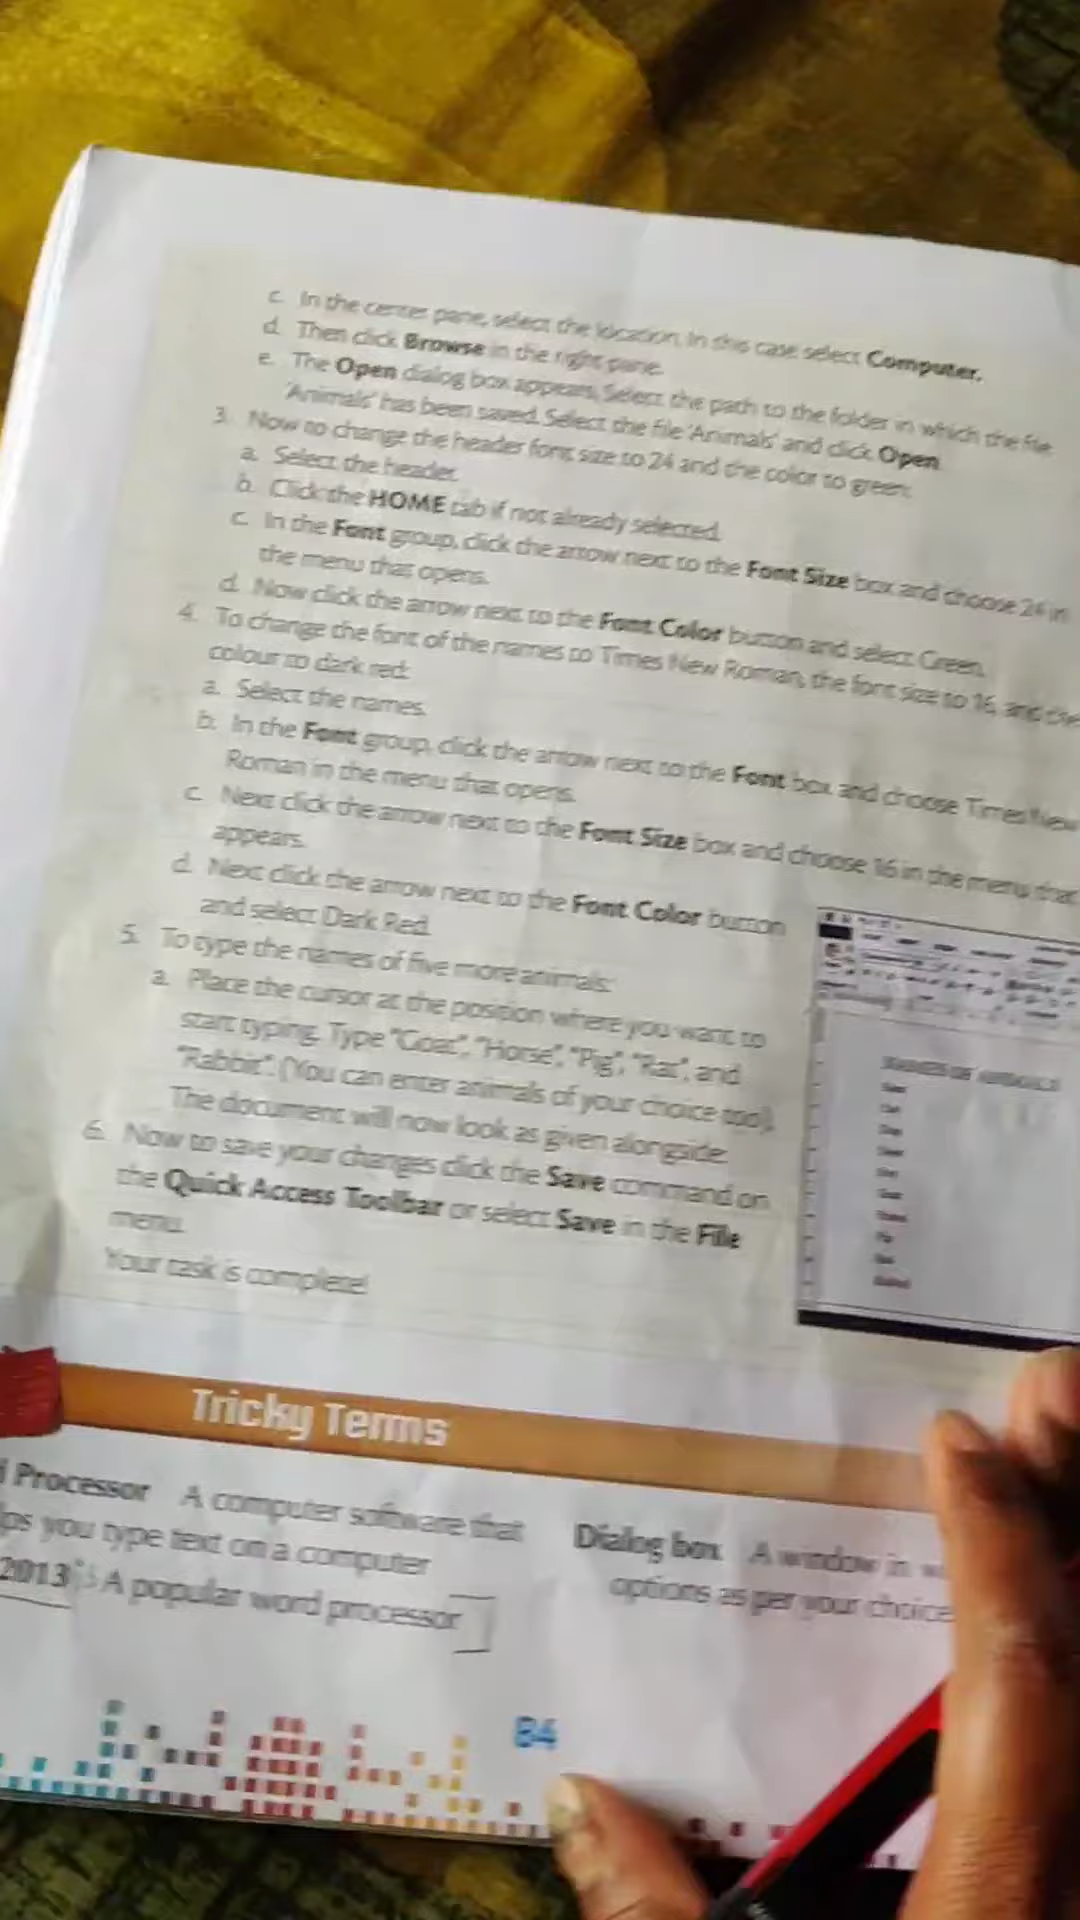 c. In the center pane, select the location. In this case select Computer.
d. Then click Browse in the right pane.
e. The Open dialog box appears. Select the path to the folder in which the file
'Animals' has been saved. Select the file 'Animals' and click Open.
3. Now to change the header font size to 24 and the color to green:
a. Select the header.
b. Click the HOME tab if not already selected.
c. In the Font group, click the arrow next to the Font Size box and choose 24 in
the menu that opens.
d. Now click the arrow next to the Font Color button and select Green.
4. To change the font of the names to Times New Roman, the font size to 16, and the
colour to dark red:
a. Select the names.
b. In the Font group, click the arrow next to the Font box and choose Times New
Roman in the menu that opens.
c. Next click the arrow next to the Font Size box and choose 16 in the menu that
appears.
d. Next click the arrow next to the Font Color button
and select Dark Red.
5. To type the names of five more animals:
a. Place the cursor at the position where you want to
start typing. Type "Goat", "Horse", "Pig", "Rat", and
"Rabbit". (You can enter animals of your choice too).
The document will now look as given alongside:
6. Now to save your changes click the Save command on
the Quick Access Toolbar or select Save in the File
menu.
Your task is complete!
Tricky Terms
Processor A computer software that
you type text on a computer
2013 A popular word processor
Dialog box A window in
options as per your choice
84